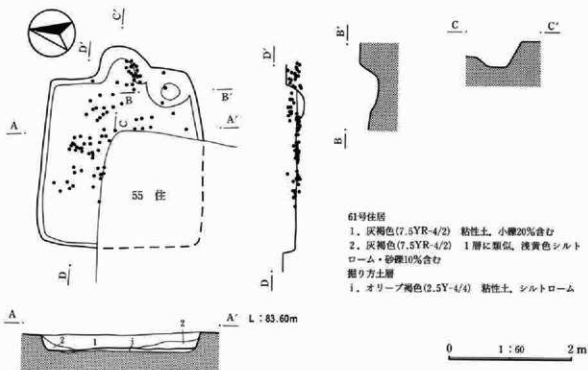 C'
D'
D'
B'
C
C'
B
B'
A
C
A'
55 住
B
D
D
61号住居
1. 灰褐色(7.5YR-4/2) 粘性土, 小礫20%含む
2. 灰褐色(7.5YR-4/2) 1層に類似, 浅黄色シルト
ローム・砂礫10%含む
掘り方土層
i. オリーブ褐色(2.5Y-4/4) 粘性土, シルトローム
A
A'
L:83.60m
2
1
i
2
0
1:60
2 m